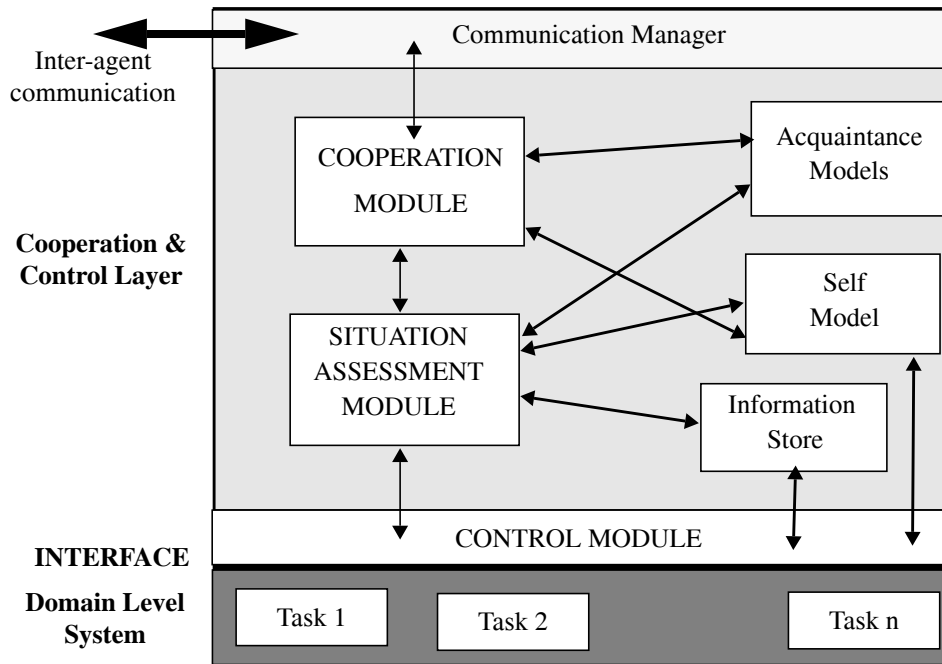 Communication Manager
Inter-agent
communication
COOPERATION
MODULE
Acquaintance
Models
Cooperation &
Control Layer
Self
Model
SITUATION
ASSESSMENT
MODULE
Information
Store
CONTROL MODULE
INTERFACE
Domain Level
System
Task 1
Task 2
Task n